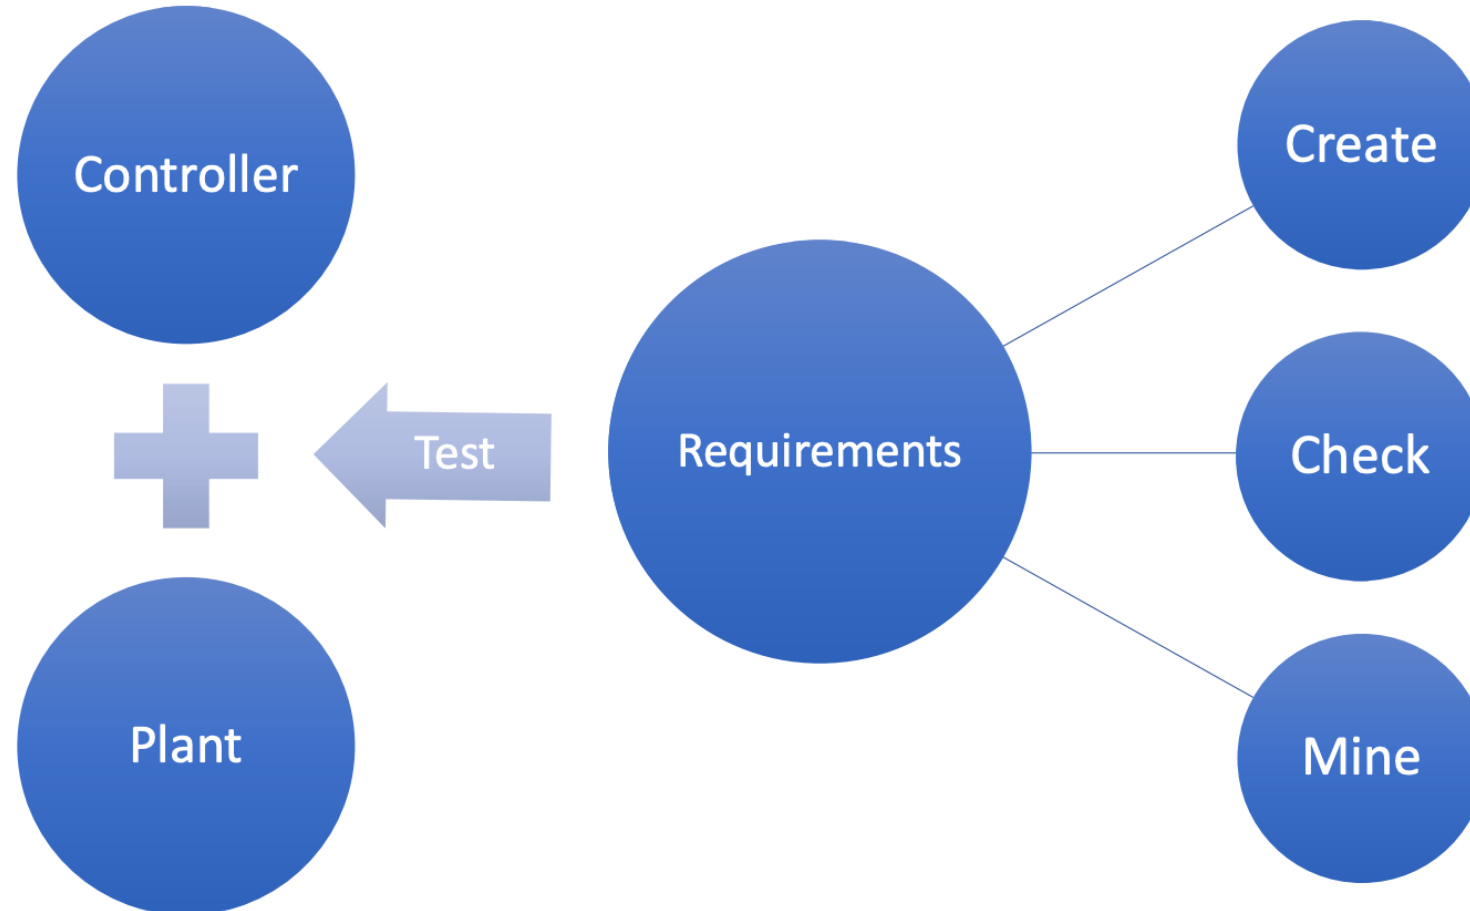 Controller
Create
Test
Requirements
Check
Plant
Mine